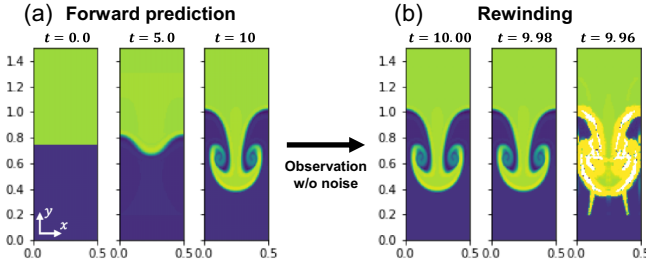 (a) Forward prediction
t = 0.0 t = 5.0 t = 10
1.4
1.2
1.0
0.8
0.6
0.4
0.2
0.0
y
x
0.0 0.5 0.0 0.5 0.0 0.5
Observation
w/o noise
(b) Rewinding
t = 10.00 t = 9.98 t = 9.96
1.4
1.2
1.0
0.8
0.6
0.4
0.2
0.0
0.0 0.5 0.0 0.5 0.0 0.5